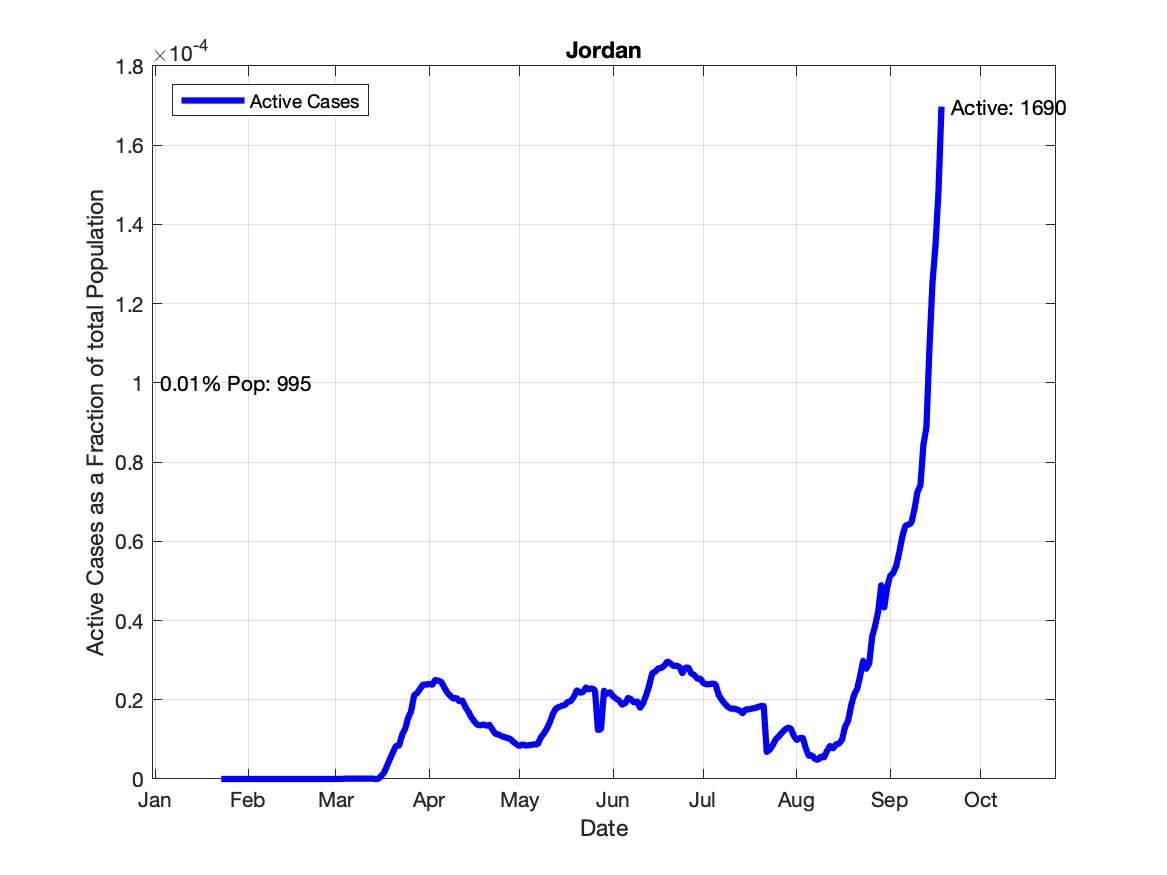 Jordan
×10-4
1.8
1.6
1.4
1.2
1
0.8
0.6
0.4
0.2
0
Active Cases as a Fraction of total Population
Active Cases
Active: 1690
0.01% Pop: 995
Jan Feb Mar Apr May Jun Jul Aug Sep Oct
Date